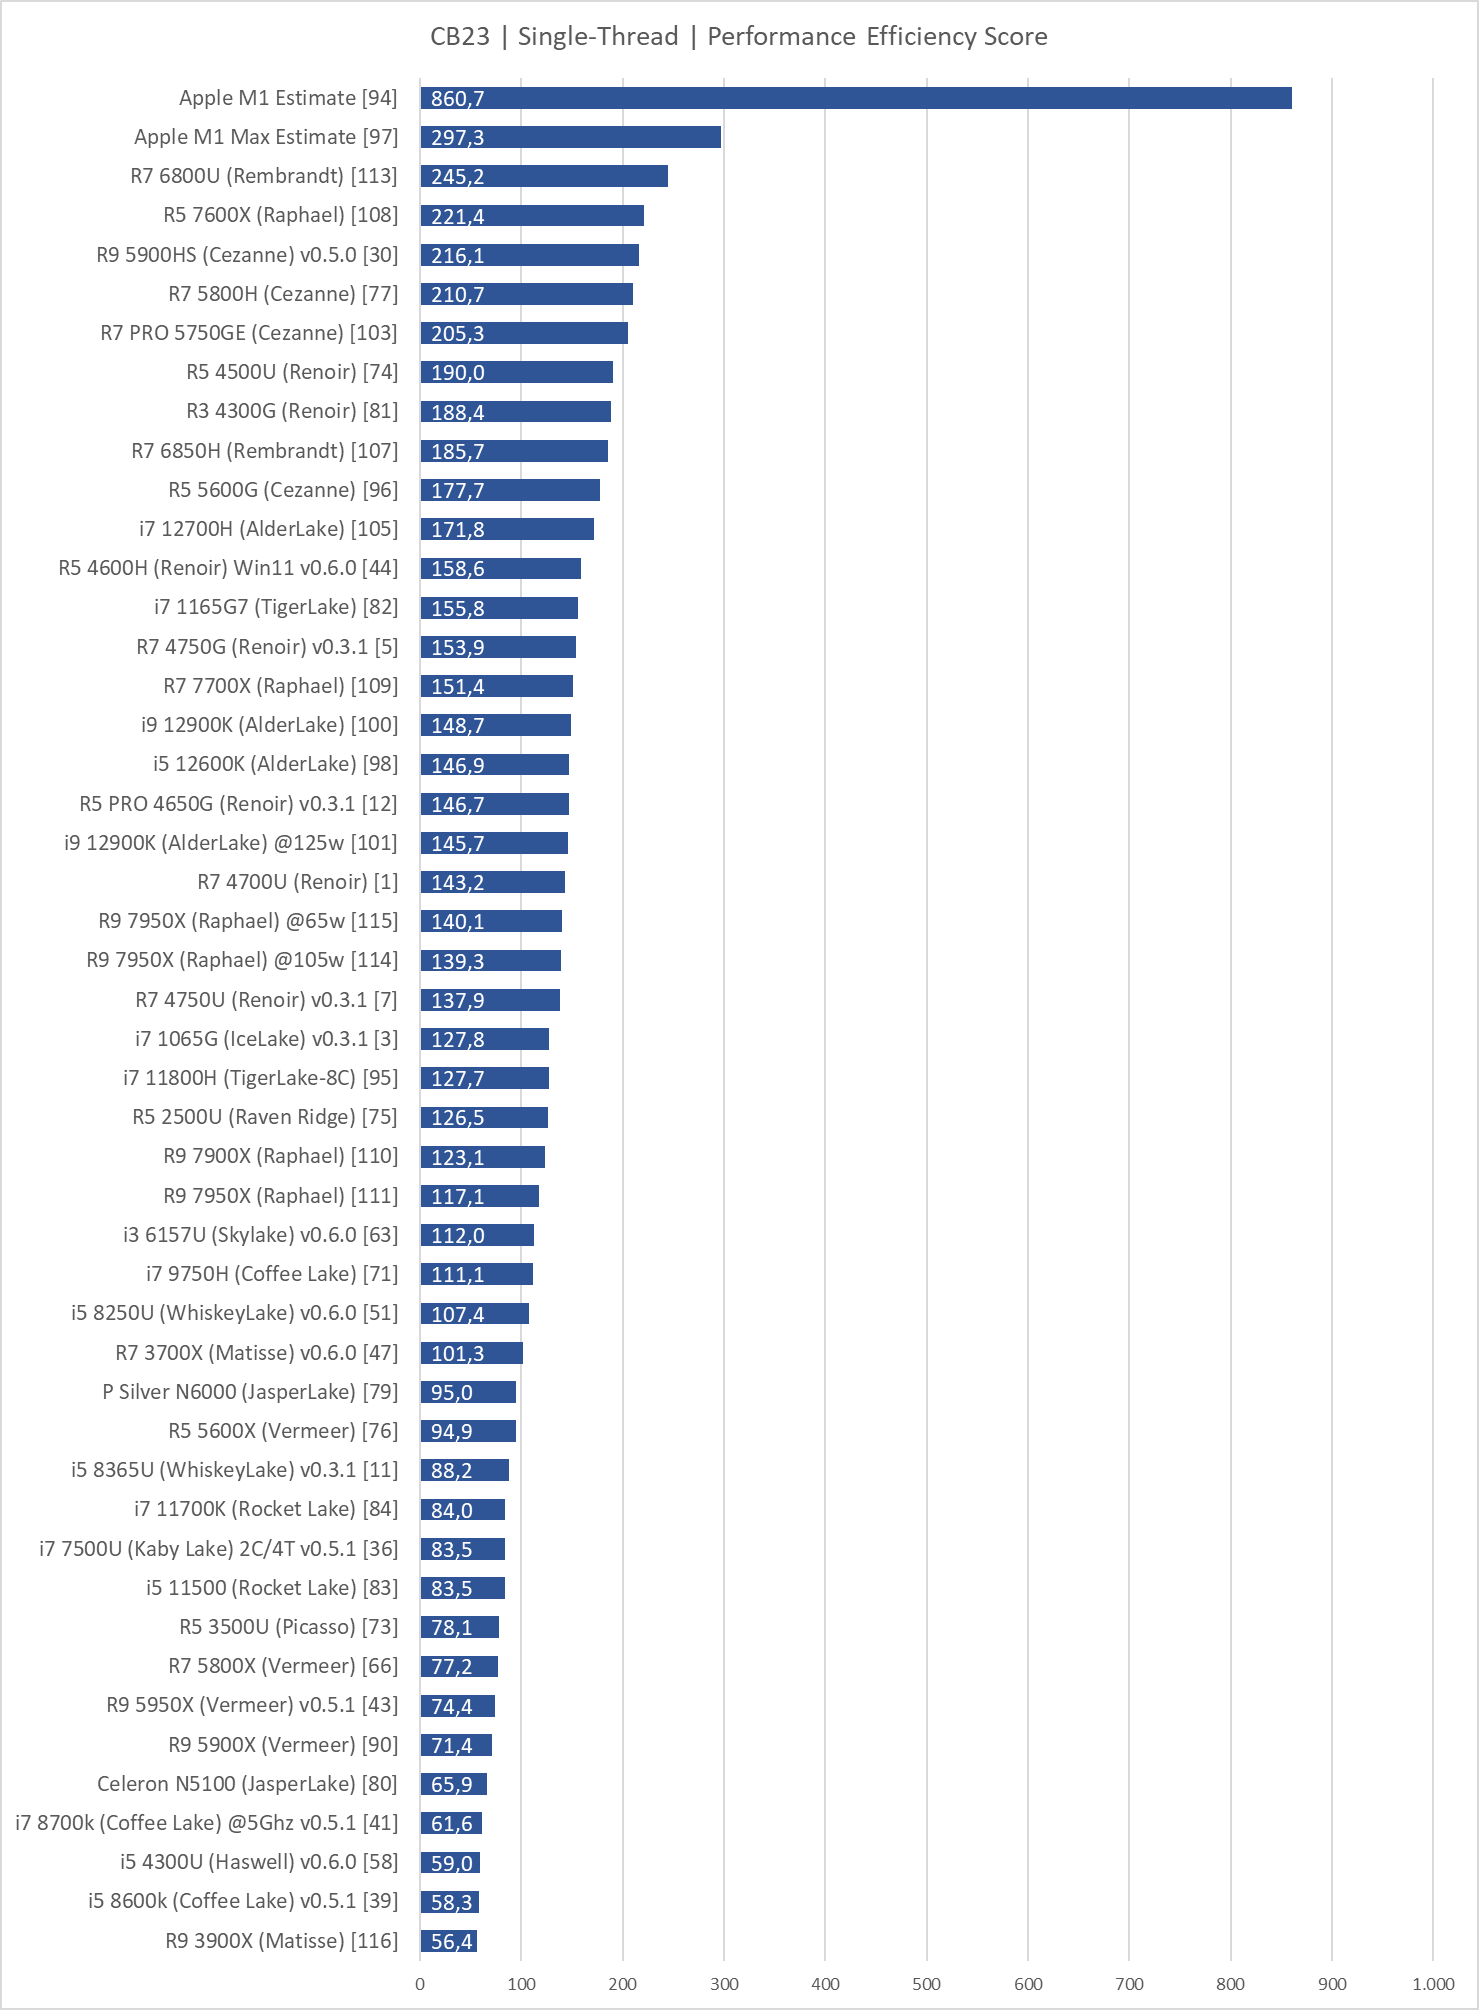 CB23 | Single-Thread | Performance Efficiency Score
Apple M1 Estimate [94] 860,7
Apple M1 Max Estimate [97] 297,3
R7 6800U (Rembrandt) [113] 245,2
R5 7600X (Raphael) [108] 221,4
R9 5900HS (Cezanne) v0.5.0 [30] 216,1
R7 5800H (Cezanne) [77] 210,7
R7 PRO 5750GE (Cezanne) [103] 205,3
R5 4500U (Renoir) [74] 190,0
R3 4300G (Renoir) [81] 188,4
R7 6850H (Rembrandt) [107] 185,7
R5 5600G (Cezanne) [96] 177,7
i7 12700H (AlderLake) [105] 171,8
R5 4600H (Renoir) Win11 v0.6.0 [44] 158,6
i7 1165G7 (TigerLake) [82] 155,8
R7 4750G (Renoir) v0.3.1 [5] 153,9
R7 7700X (Raphael) [109] 151,4
i9 12900K (AlderLake) [100] 148,7
i5 12600K (AlderLake) [98] 146,9
R5 PRO 4650G (Renoir) v0.3.1 [12] 146,7
i9 12900K (AlderLake) @125w [101] 145,7
R7 4700U (Renoir) [1] 143,2
R9 7950X (Raphael) @65w [115] 140,1
R9 7950X (Raphael) @105w [114] 139,3
R7 4750U (Renoir) v0.3.1 [7] 137,9
i7 1065G (IceLake) v0.3.1 [3] 127,8
i7 11800H (TigerLake-8C) [95] 127,7
R5 2500U (Raven Ridge) [75] 126,5
R9 7900X (Raphael) [110] 123,1
R9 7950X (Raphael) [111] 117,1
i3 6157U (Skylake) v0.6.0 [63] 112,0
i7 9750H (Coffee Lake) [71] 111,1
i5 8250U (WhiskeyLake) v0.6.0 [51] 107,4
R7 3700X (Matisse) v0.6.0 [47] 101,3
P Silver N6000 (JasperLake) [79] 95,0
R5 5600X (Vermeer) [76] 94,9
i5 8365U (WhiskeyLake) v0.3.1 [11] 88,2
i7 11700K (Rocket Lake) [84] 84,0
i7 7500U (Kaby Lake) 2C/4T v0.5.1 [36] 83,5
i5 11500 (Rocket Lake) [83] 83,5
R5 3500U (Picasso) [73] 78,1
R7 5800X (Vermeer) [66] 77,2
R9 5950X (Vermeer) v0.5.1 [43] 74,4
R9 5900X (Vermeer) [90] 71,4
Celeron N5100 (JasperLake) [80] 65,9
i7 8700k (Coffee Lake) @5Ghz v0.5.1 [41] 61,6
i5 4300U (Haswell) v0.6.0 [58] 59,0
i5 8600k (Coffee Lake) v0.5.1 [39] 58,3
R9 3900X (Matisse) [116] 56,4
0 100 200 300 400 500 600 700 800 900 1.000